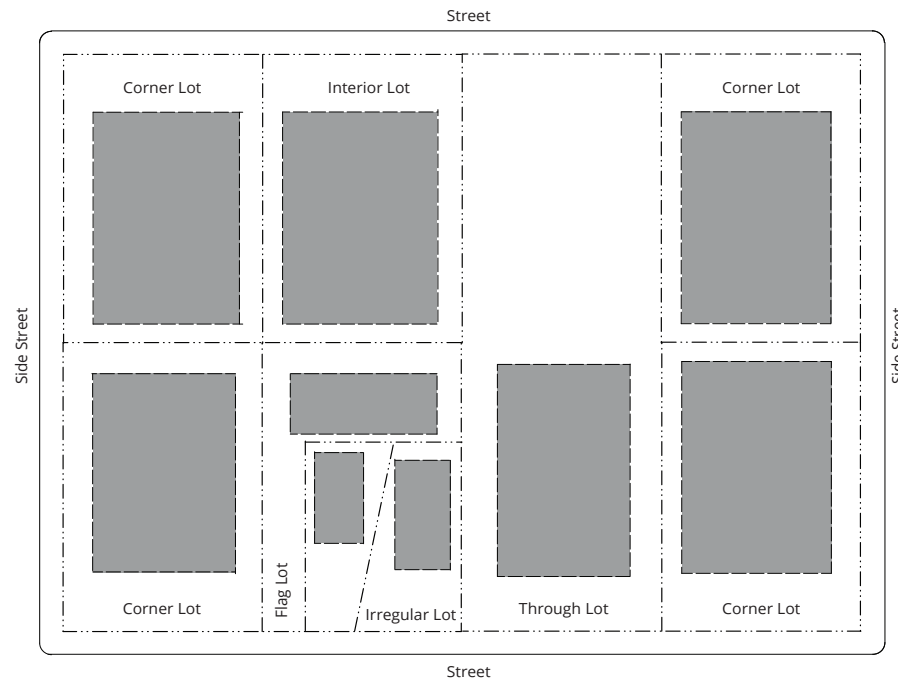 Street
Corner Lot
Interior Lot
Corner Lot
Side Street
Side Street
Flag Lot
Corner Lot
Irregular Lot
Through Lot
Corner Lot
Street